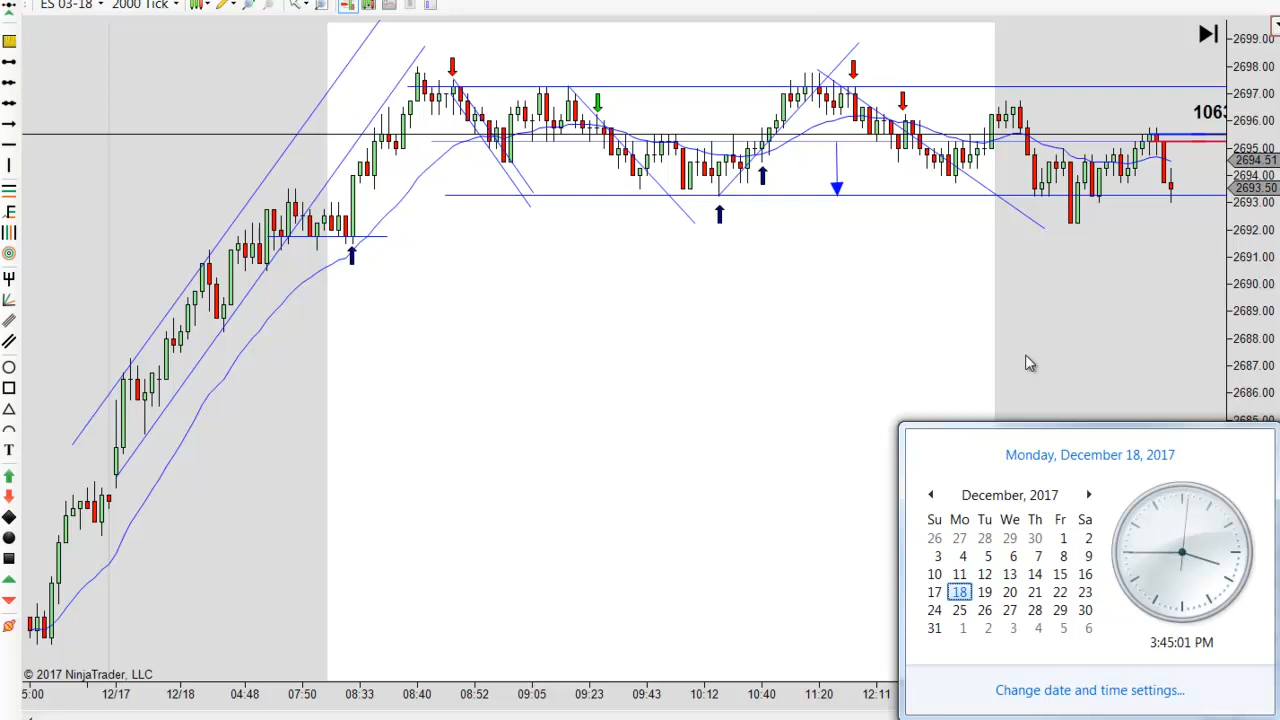 ES 03-18
2000 Tick
2699.00
2698.00
2697.00
2696.00
2695.00
2694.51
2694.00
2693.50
2693.00
2692.00
2691.00
2690.00
2689.00
2688.00
2687.00
2686.00
T
© 2017 NinjaTrader, LLC
12/17
12/18
04:48
07:50
08:33
08:40
08:52
09:05
09:23
09:43
10:12
10:40
11:20
12:11
Monday, December 18, 2017
December, 2017
Su Mo Tu We Th Fr Sa
26 27 28 29 30 1 2
3 4 5 6 7 8 9
10 11 12 13 14 15 16
17 18 19 20 21 22 23
24 25 26 27 28 29 30
31 1 2 3 4 5 6
3:45:01 PM
Change date and time settings...